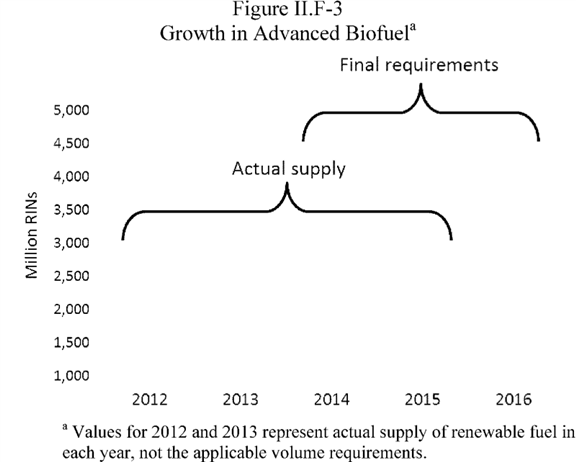 Figure II.F-3
Growth in Advanced Biofuelᵃ
Final requirements
Actual supply
Million RINs
5,000
4,500
4,000
3,500
3,000
2,500
2,000
1,500
1,000
2012 2013 2014 2015 2016
ᵃ Values for 2012 and 2013 represent actual supply of renewable fuel in
each year, not the applicable volume requirements.